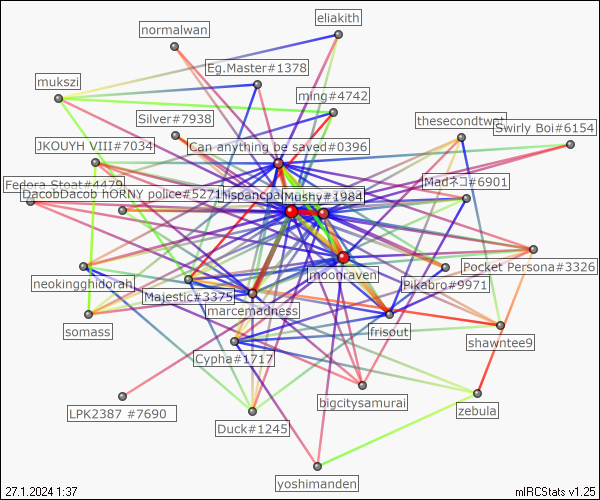 eliakith
normalwan
Eg.Master#1378
mukszi
ming#4742
Silver#7938
thesecondtwpt
Swirly Boi#6154
JKOUYH VIII#7034
Can anything be saved#0396
Fedora Stoat#4479
DacobDacob hORNY police#5271
hispancpa
Mushy#1984
Madネコ#6901
moonraven
neokingghidorah
Majestic#3375
Pikabro#9971
Pocket Persona#3326
marcemadness
somass
frisout
shawntee9
Cypha#1717
bigcitysamurai
zebula
LPK2387 #7690
Duck#1245
yoshimanden
27.1.2024 1:37
mIRCStats v1.25